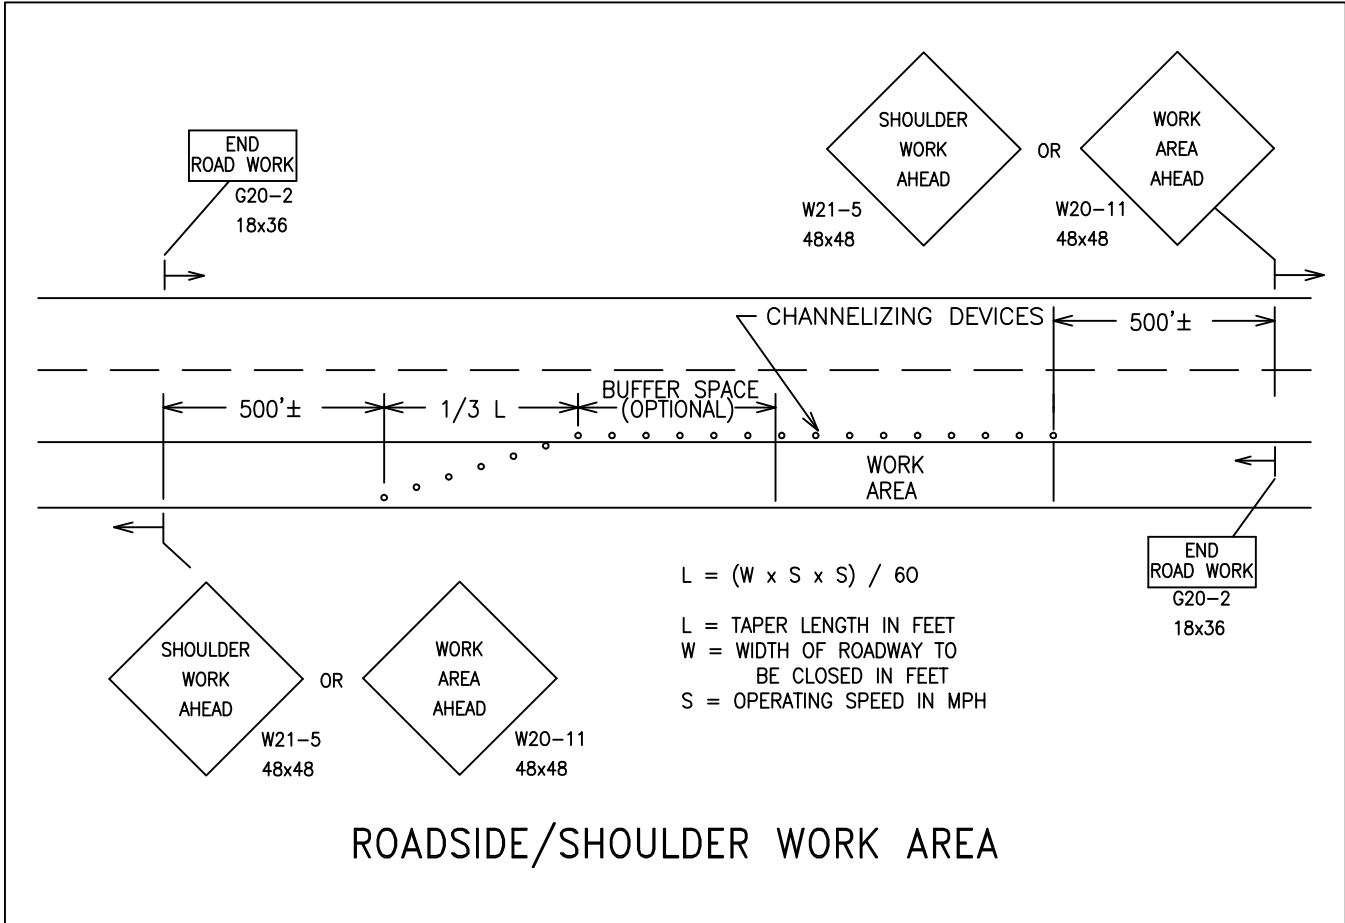 SHOULDER
WORK
AHEAD
OR
WORK
AREA
AHEAD
W21-5
48x48
W20-11
48x48
END
ROAD WORK
G20-2
18x36
CHANNELIZING DEVICES
500'±
500'±
1/3 L
BUFFER SPACE
(OPTIONAL)
WORK
AREA
END
ROAD WORK
G20-2
18x36
L = (W x S x S) / 60
L = TAPER LENGTH IN FEET
W = WIDTH OF ROADWAY TO
BE CLOSED IN FEET
S = OPERATING SPEED IN MPH
SHOULDER
WORK
AHEAD
OR
WORK
AREA
AHEAD
W21-5
48x48
W20-11
48x48
ROADSIDE/SHOULDER WORK AREA